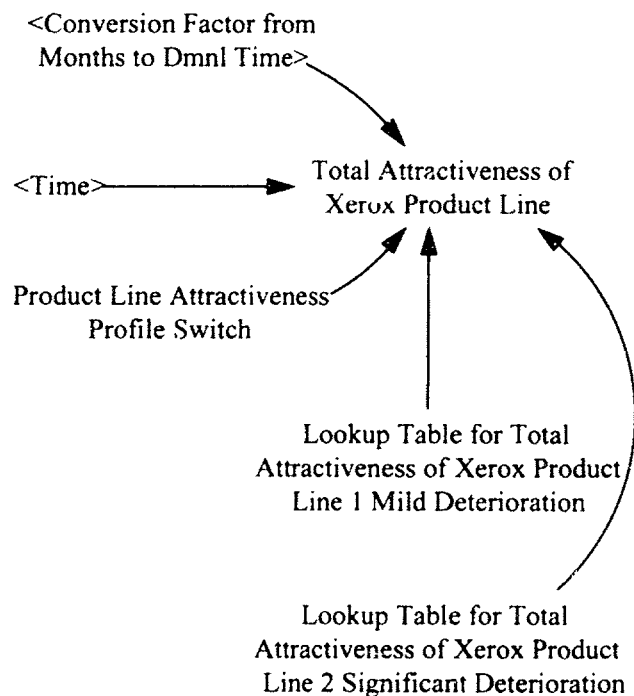 <Conversion Factor from
Months to Dmnl Time>
Total Attractiveness of
Xerox Product Line
<Time>
Product Line Attractiveness
Profile Switch
Lookup Table for Total
Attractiveness of Xerox Product
Line 1 Mild Deterioration
Lookup Table for Total
Attractiveness of Xerox Product
Line 2 Significant Deterioration